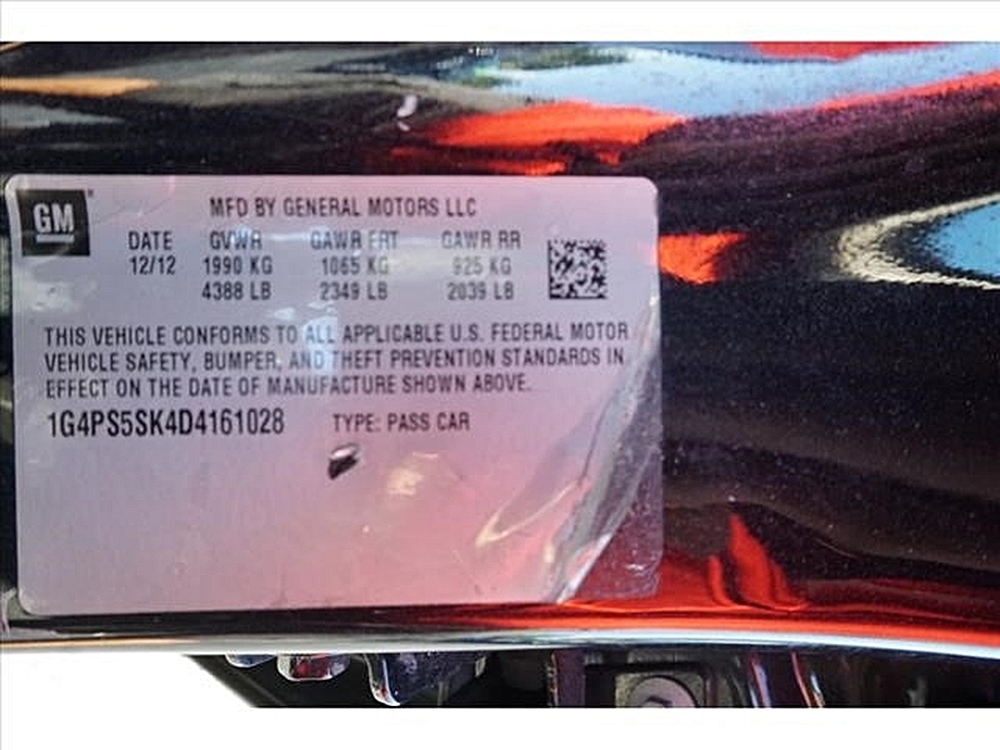 GM
MFD BY GENERAL MOTORS LLC
DATE GVWR GAWR FRT GAWR RR
12/12 1990 KG 1065 KG 925 KG
4388 LB 2349 LB 2039 LB
THIS VEHICLE CONFORMS TO ALL APPLICABLE U.S. FEDERAL MOTOR
VEHICLE SAFETY, BUMPER, AND THEFT PREVENTION STANDARDS IN
EFFECT ON THE DATE OF MANUFACTURE SHOWN ABOVE.
1G4PS5SK4D4161028 TYPE: PASS CAR